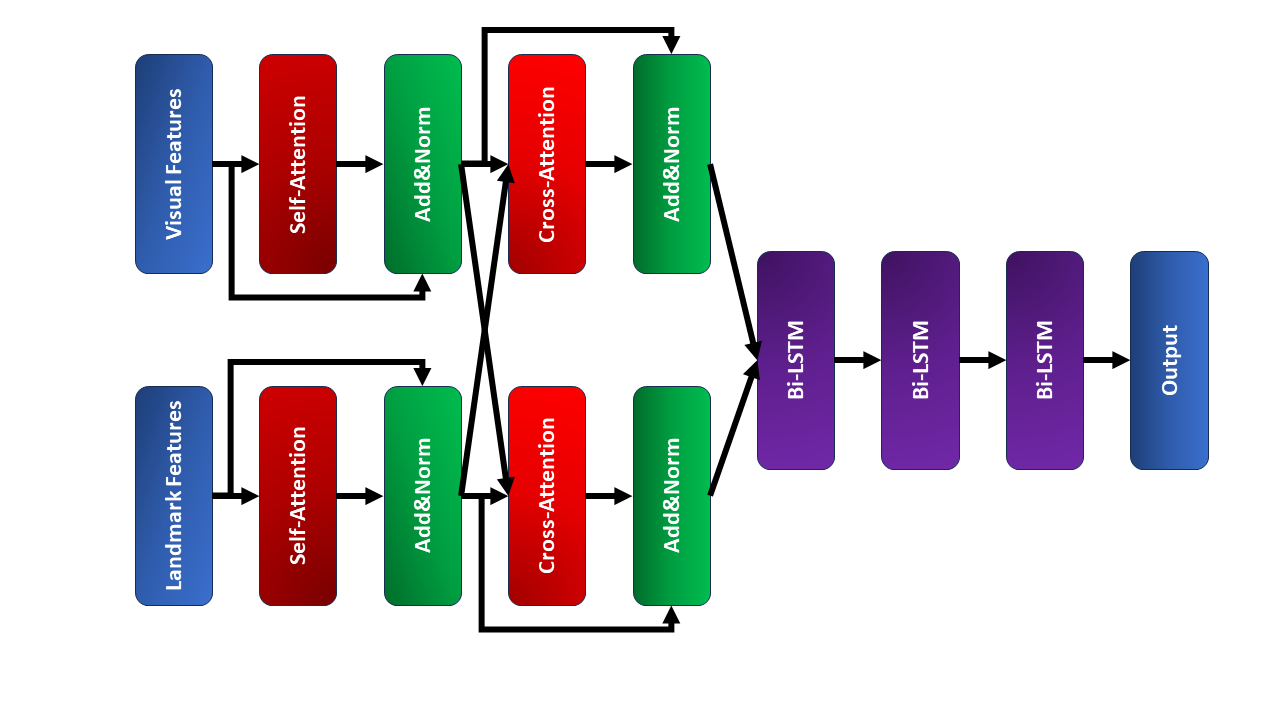 Visual Features
Self-Attention
Add&Norm
Cross-Attention
Add&Norm
Landmark Features
Self-Attention
Add&Norm
Cross-Attention
Add&Norm
Bi-LSTM
Bi-LSTM
Bi-LSTM
Output